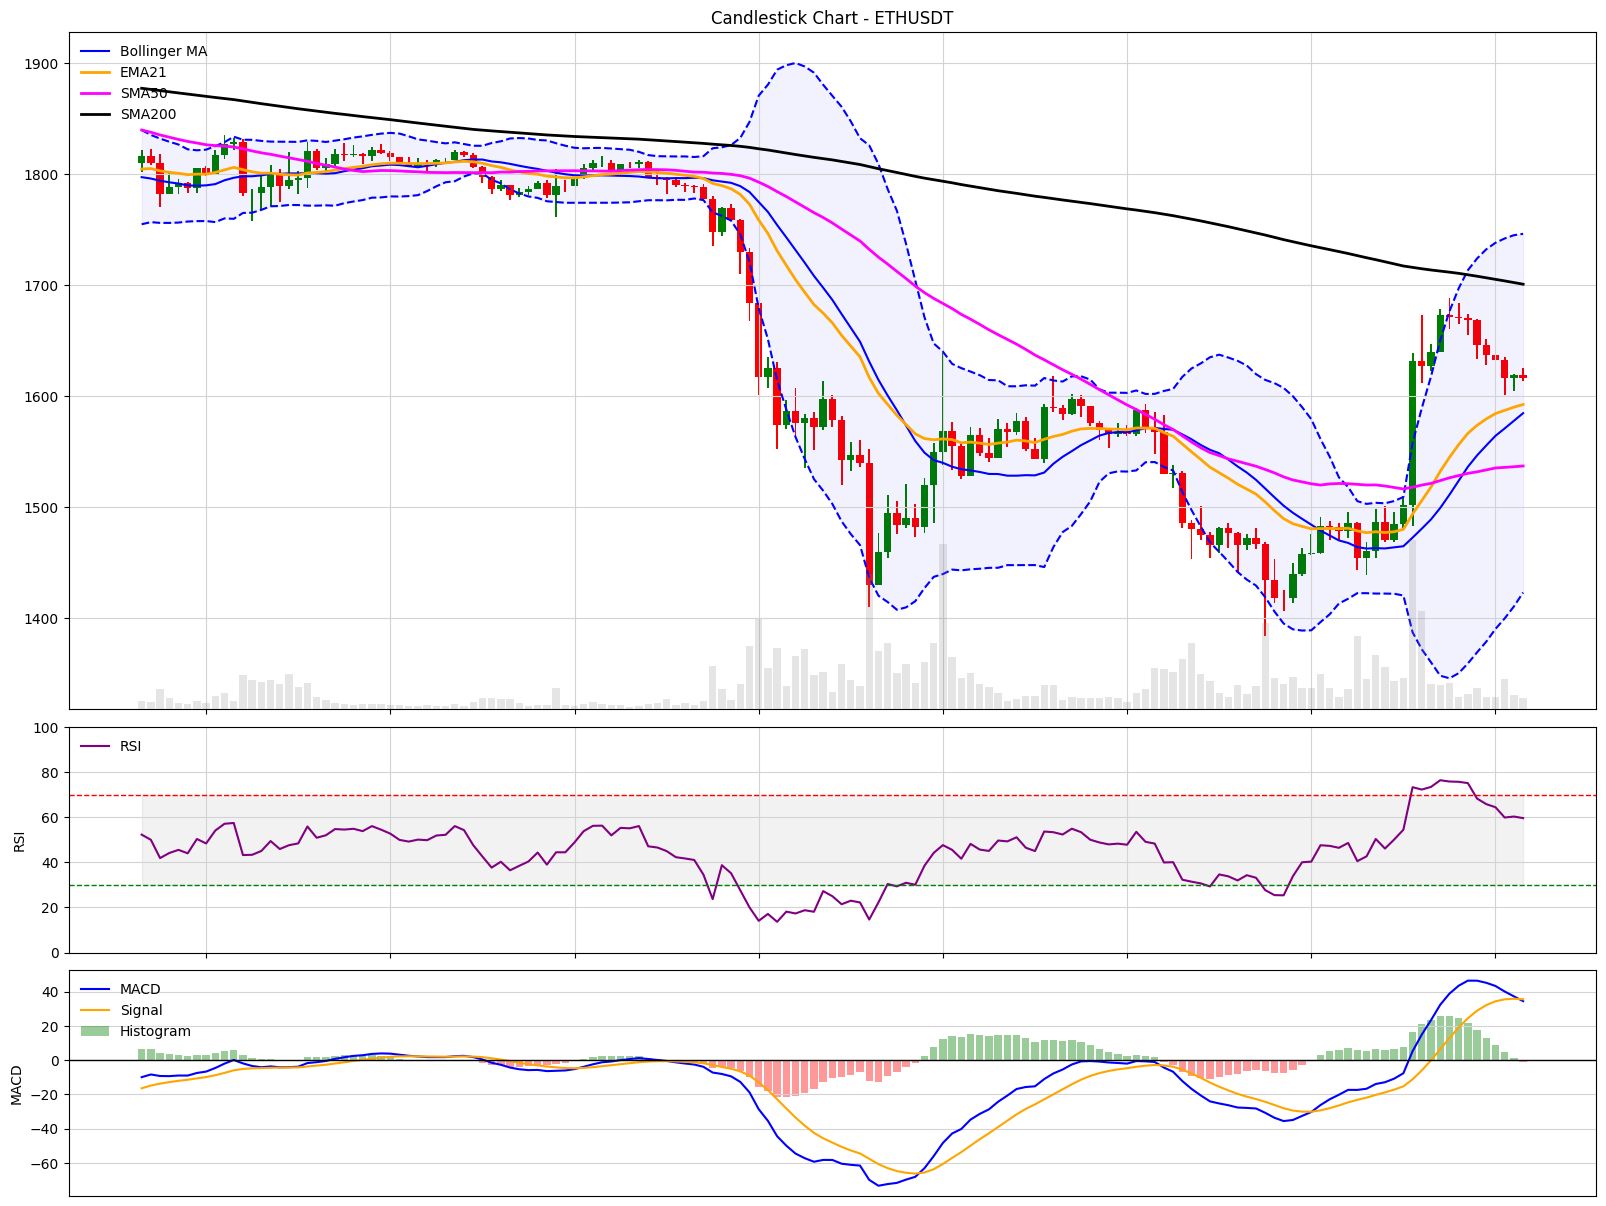 Candlestick Chart - ETHUSDT
Bollinger MA
EMA21
SMA50
SMA200
1900
1800
1700
1600
1500
1400
RSI
RSI
100
80
60
40
20
0
MACD
Signal
Histogram
MACD
40
20
0
−20
−40
−60